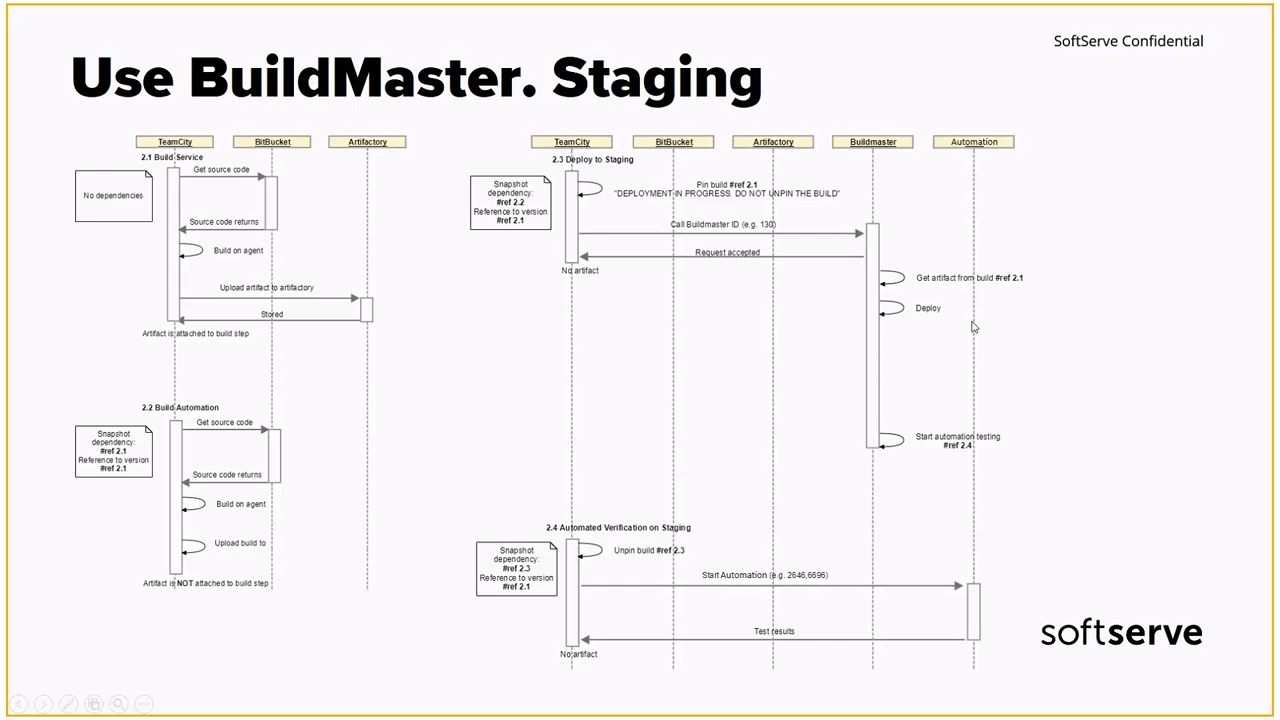 SoftServe Confidential
Use BuildMaster. Staging
TeamCity
BitBucket
Artifactory
2.1 Build Service
No dependencies
Get source code
Source code returns
Build on agent
Upload artifact to artifactory
Stored
Artifact is attached to build step
2.2 Build Automation
Snapshot
dependency:
#ref 2.1
Reference to version
#ref 2.1
Get source code
Source code returns
Build on agent
Upload build to
Artifact is NOT attached to build step
TeamCity
BitBucket
Artifactory
Buildmaster
Automation
2.3 Deploy to Staging
Snapshot
dependency:
#ref 2.2
Reference to version
#ref 2.1
Pin build #ref 2.1
"DEPLOYMENT IN PROGRESS. DO NOT UNPIN THE BUILD"
Call Buildmaster ID (e.g. 130)
Request accepted
No artifact
Get artifact from build #ref 2.1
Deploy
Start automation testing
#ref 2.4
2.4 Automated Verification on Staging
Snapshot
dependency:
#ref 2.3
Reference to version
#ref 2.1
Unpin build #ref 2.3
Start Automation (e.g. 2646,6696)
Test results
No artifact
softserve